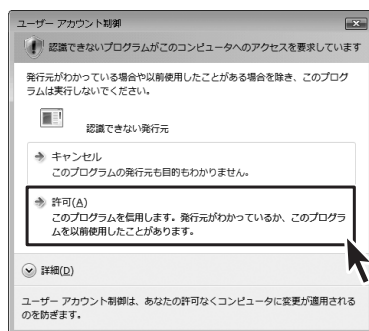 ユーザー アカウント制御
認識できないプログラムがこのコンピュータへのアクセスを要求しています
発行元がわかっている場合や以前使用したことがある場合を除き、このプログ
ラムは実行しないでください。
認識できない発行元
キャンセル
このプログラムの発行元も目的もわかりません。
許可(A)
このプログラムを信用します。発行元がわかっているか、このプログラ
ムを以前使用したことがあります。
詳細(D)
ユーザー アカウント制御は、あなたの許可なくコンピュータに変更が適用される
のを防ぎます。